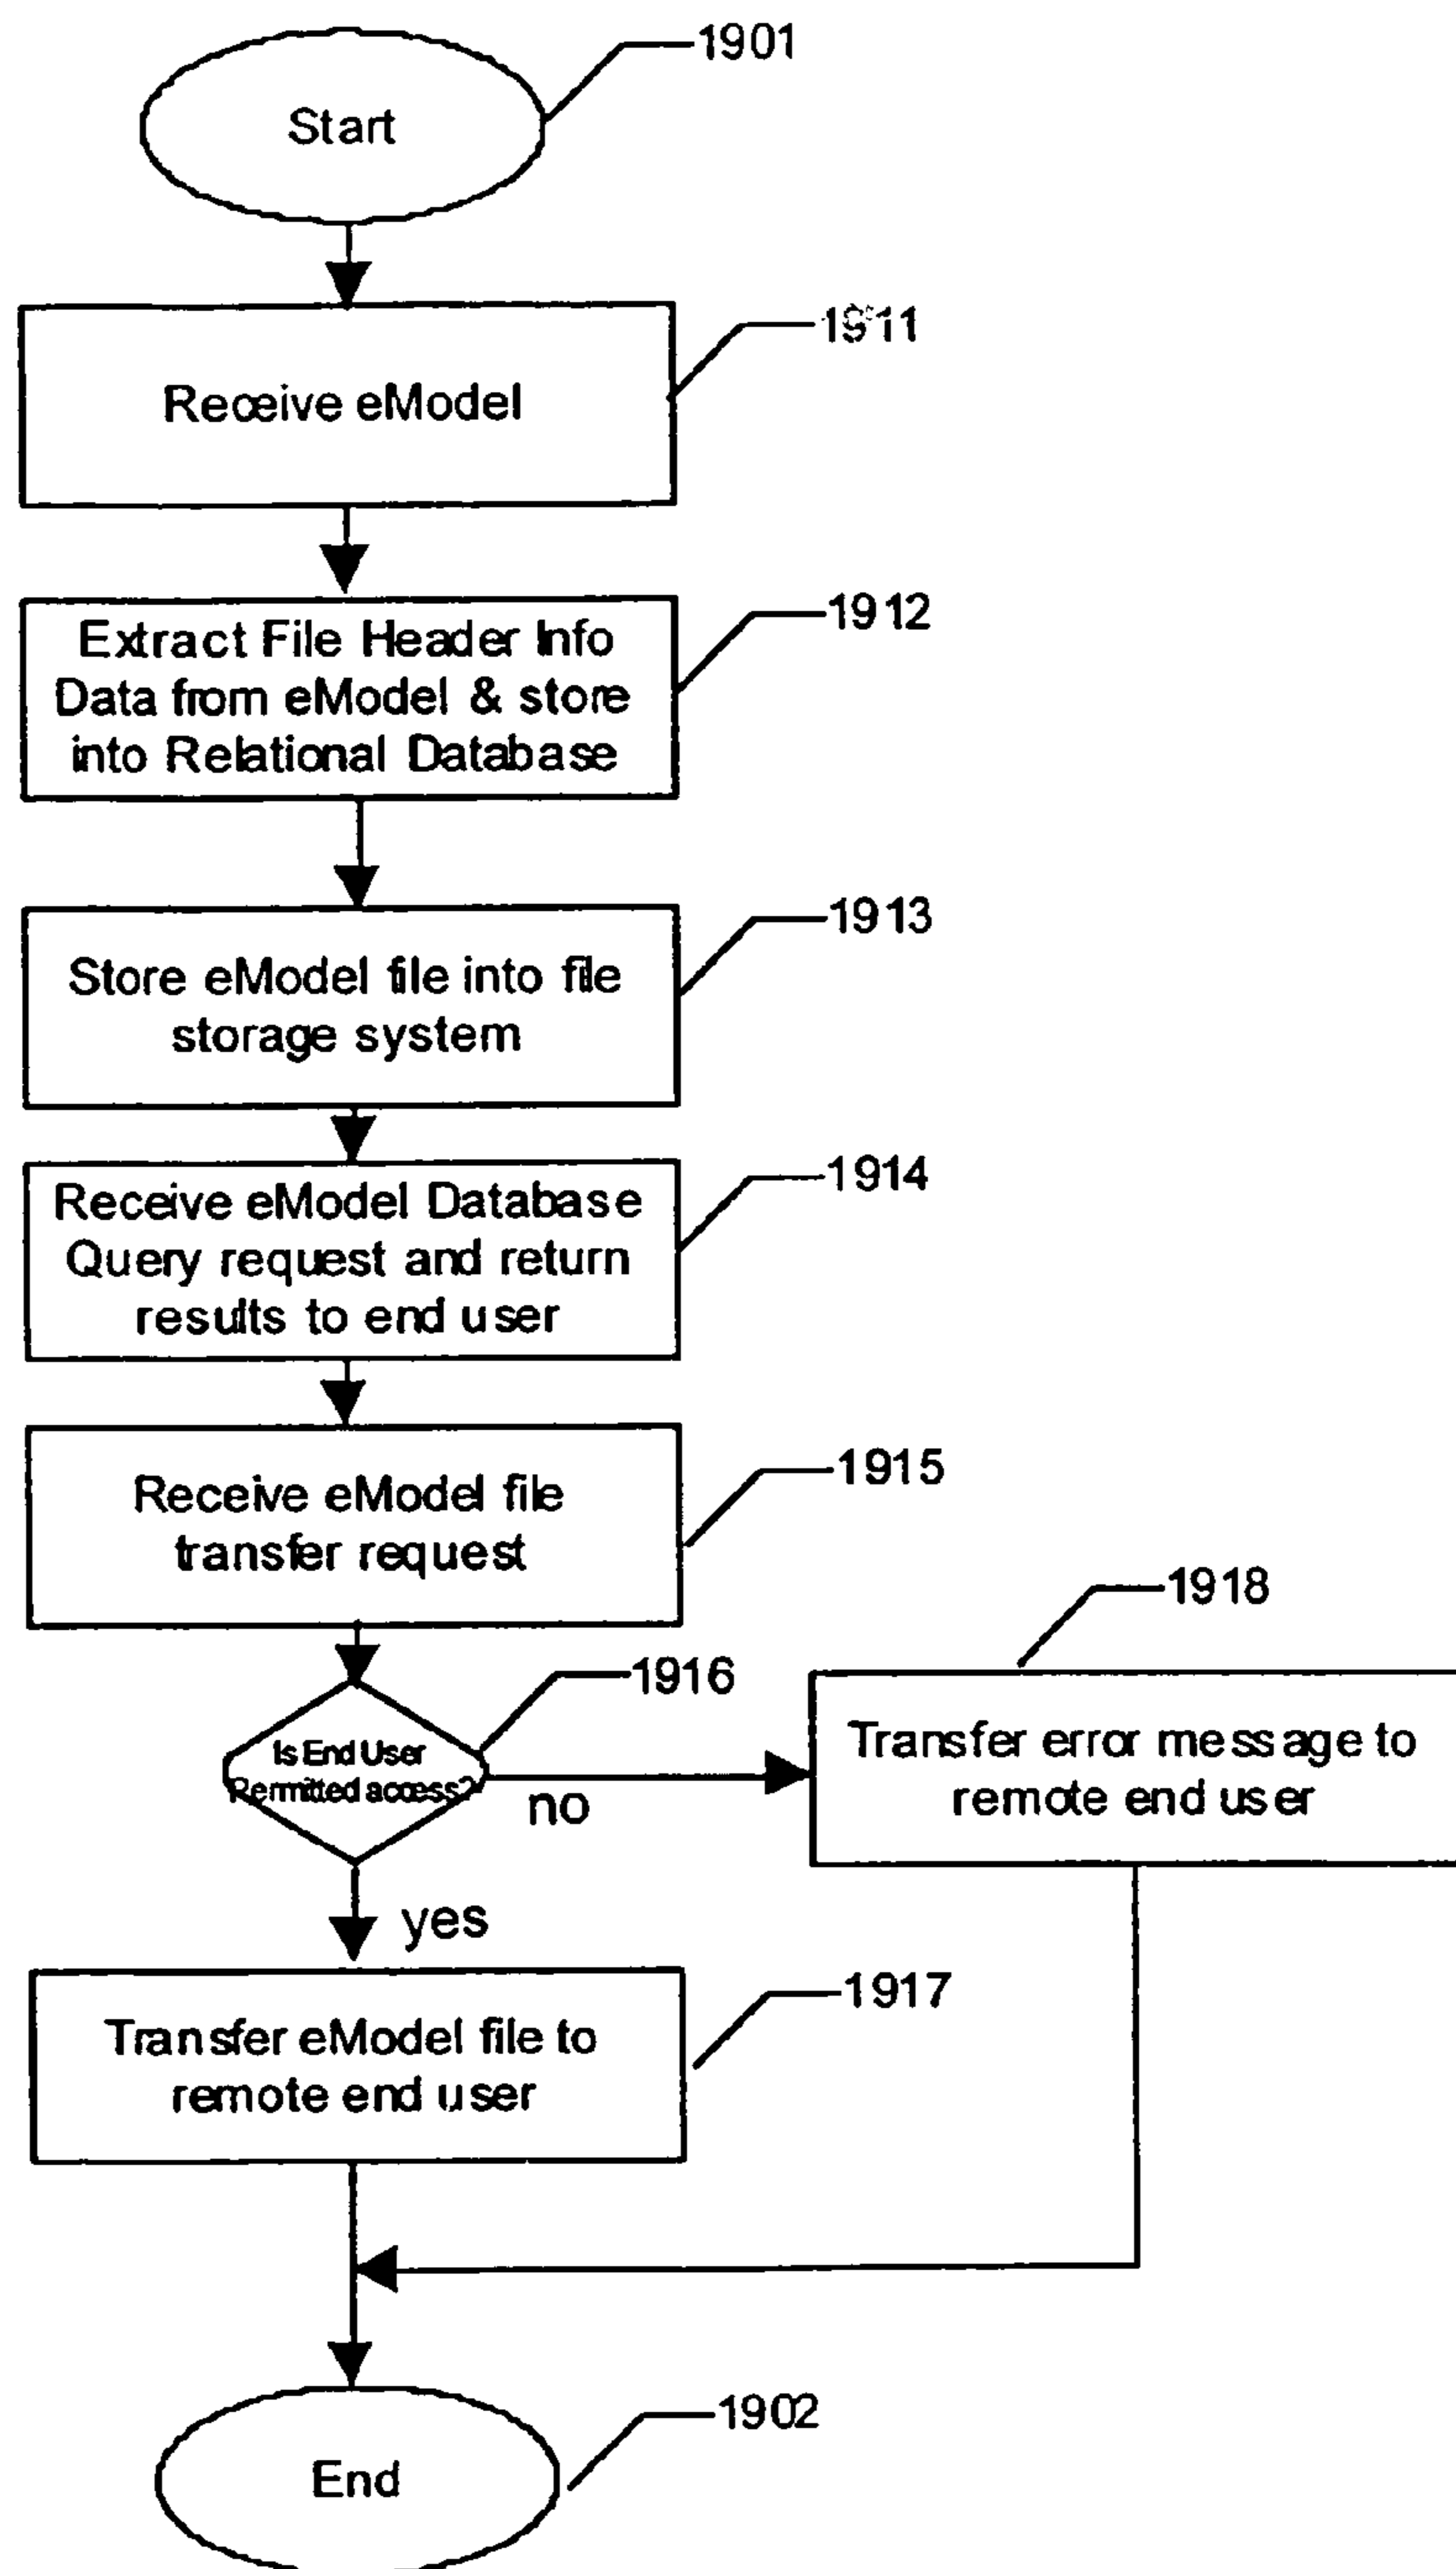 1901
Start
1911
Receive eModel
1912
Extract File Header Info
Data from eModel & store
into Relational Database
1913
Store eModel file into file
storage system
1914
Receive eModel Database
Query request and return
results to end user
1915
Receive eModel file
transfer request
1918
1916
Is End User
Permitted access?
no
Transfer error message to
remote end user
yes
1917
Transfer eModel file to
remote end user
1902
End